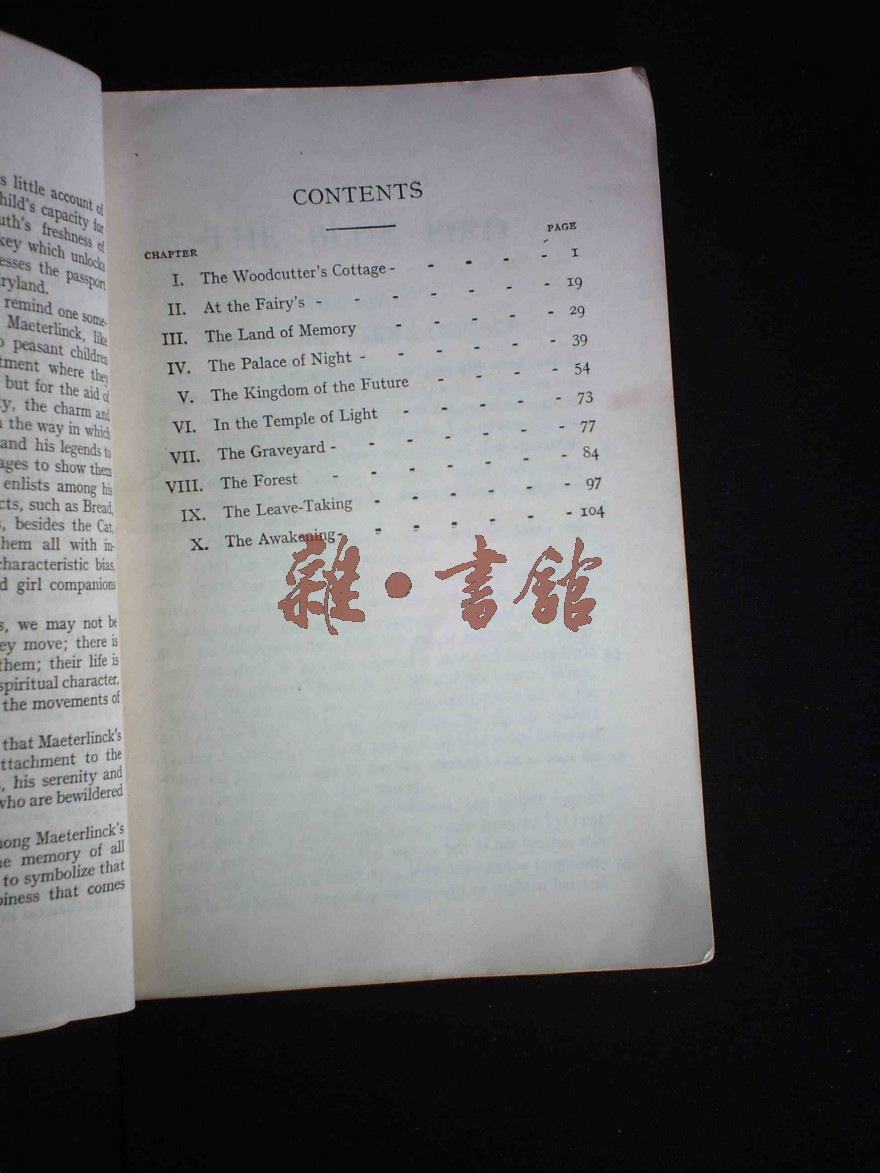 s little account of
hild's capacity for
uth's freshness of
key which unlocks
esses the passport
ryland.
remind one some-
Maeterlinck, like
o peasant children
tment where they
but for the aid of
y, the charm and
the way in which
and his legends to
ages to show them
enlists among his
cts, such as Bread,
, besides the Cat,
hem all with in-
haracteristic bias,
d girl companions
s, we may not be
ey move; there is
them; their life is
spiritual character.
the movements of
that Maeterlinck's
ttachment to the
, his serenity and
who are bewildered
mong Maeterlinck's
e memory of all
to symbolize that
piness that comes
CONTENTS
CHAPTER PAGE
I. The Woodcutter's Cottage - - - - - 1
II. At the Fairy's - - - - - - - 19
III. The Land of Memory - - - - - 29
IV. The Palace of Night - - - - - - 39
V. The Kingdom of the Future - - - - 54
VI. In the Temple of Light - - - - - 73
VII. The Graveyard - - - - - - - 77
VIII. The Forest - - - - - - - 84
IX. The Leave-Taking - - - - - - 97
X. The Awakening - - - - - - - 104
雜·書館